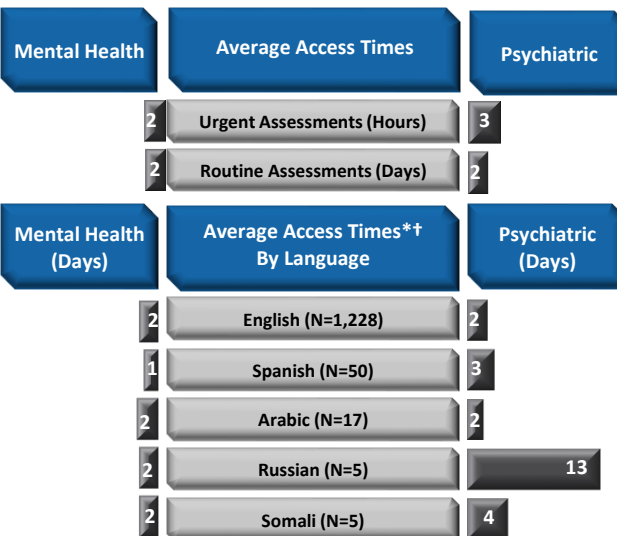 Mental Health Average Access Times Psychiatric
2 Urgent Assessments (Hours) 3
2 Routine Assessments (Days) 2
Mental Health
(Days)
Average Access Times*†
By Language
Psychiatric
(Days)
2 English (N=1,228) 2
1 Spanish (N=50) 3
2 Arabic (N=17) 2
2 Russian (N=5) 13
2 Somali (N=5) 4